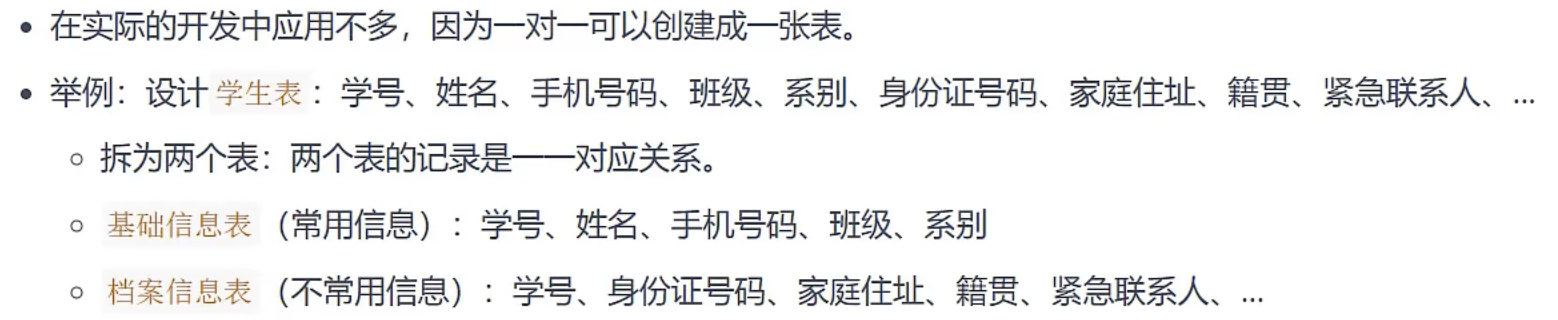 在实际的开发中应用不多，因为一对一可以创建成一张表。
举例：设计 学生表 ：学号、姓名、手机号码、班级、系别、身份证号码、家庭住址、籍贯、紧急联系人、...
拆为两个表：两个表的记录是一一对应关系。
基础信息表 （常用信息）：学号、姓名、手机号码、班级、系别
档案信息表 （不常用信息）：学号、身份证号码、家庭住址、籍贯、紧急联系人、...